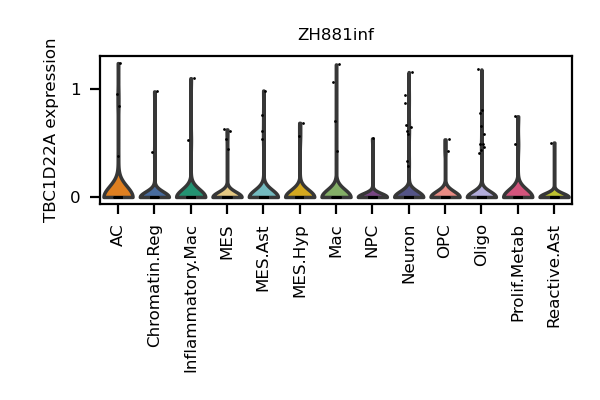 ZH881inf
TBC1D22A expression
1
0
AC
Chromatin.Reg
Inflammatory.Mac
MES
MES.Ast
MES.Hyp
Mac
NPC
Neuron
OPC
Oligo
Prolif.Metab
Reactive.Ast